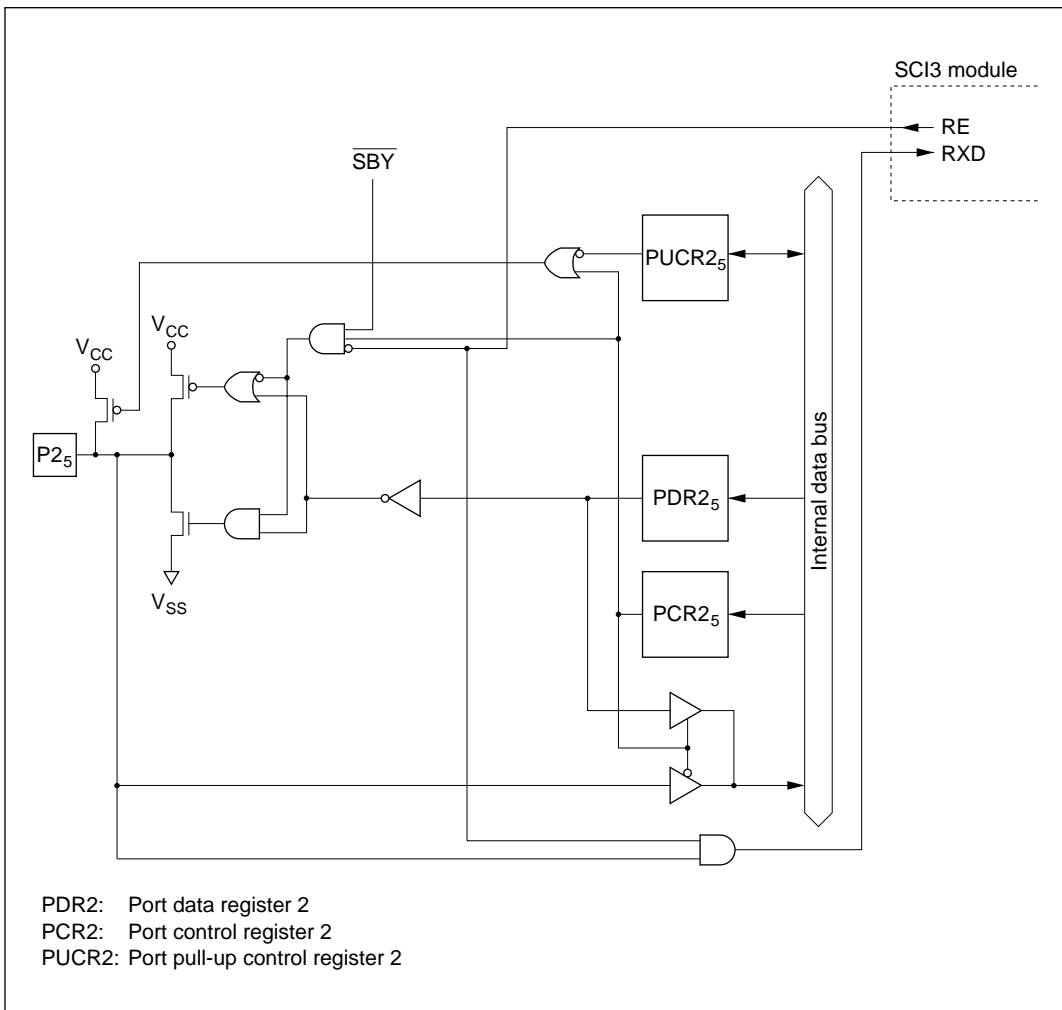 SCI3 module
RE
RXD
SBY
PUCR2₅
V_CC
V_CC
P2₅
PDR2₅
Internal data bus
PCR2₅
V_SS
PDR2: Port data register 2
PCR2: Port control register 2
PUCR2: Port pull-up control register 2